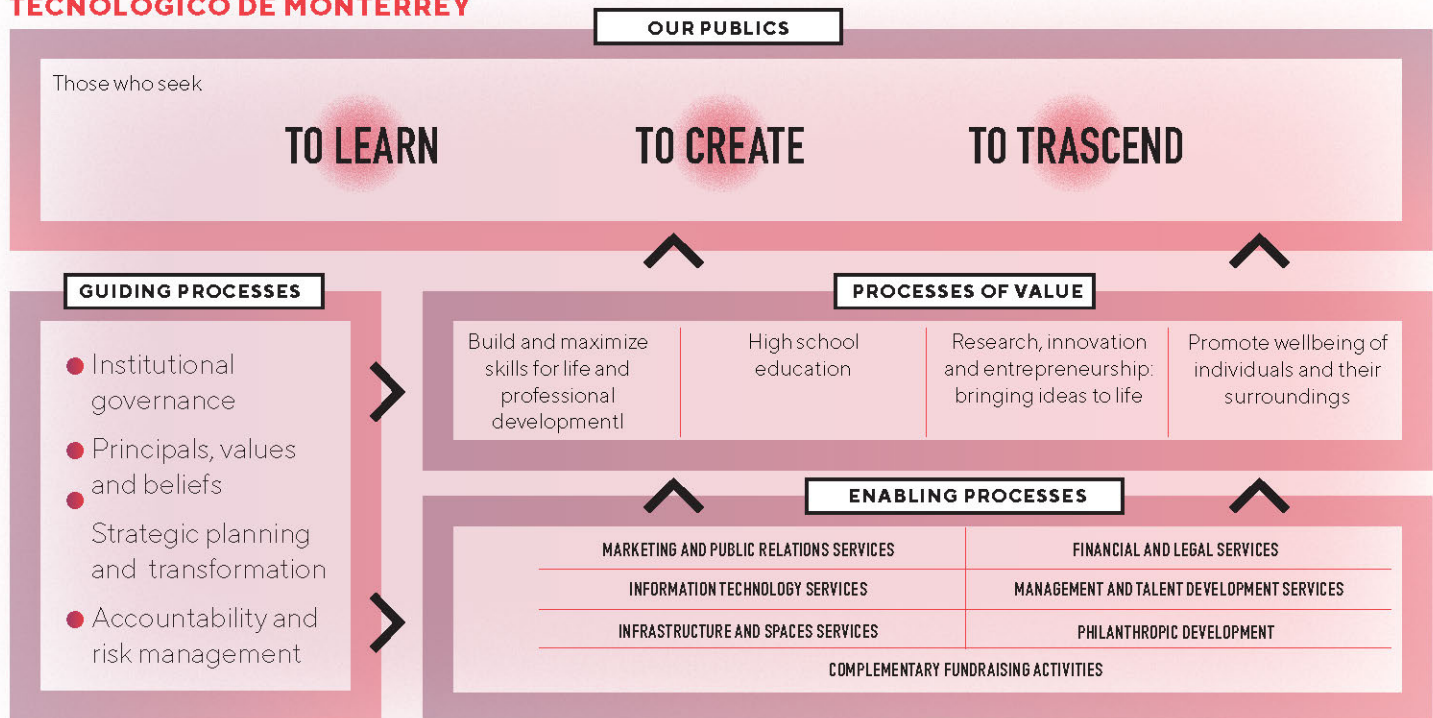 TECNOLÓGICO DE MONTERREY
OUR PUBLICS
Those who seek
TO LEARN
TO CREATE
TO TRASCEND
GUIDING PROCESSES
Institutional
governance
Principals, values
and beliefs
Strategic planning
and transformation
Accountability and
risk management
PROCESSES OF VALUE
Build and maximize
skills for life and
professional
developmentl
High school
education
Research, innovation
and entrepreneurship:
bringing ideas to life
Promote wellbeing of
individuals and their
surroundings
ENABLING PROCESSES
MARKETING AND PUBLIC RELATIONS SERVICES
FINANCIAL AND LEGAL SERVICES
INFORMATION TECHNOLOGY SERVICES
MANAGEMENT AND TALENT DEVELOPMENT SERVICES
INFRASTRUCTURE AND SPACES SERVICES
PHILANTHROPIC DEVELOPMENT
COMPLEMENTARY FUNDRAISING ACTIVITIES